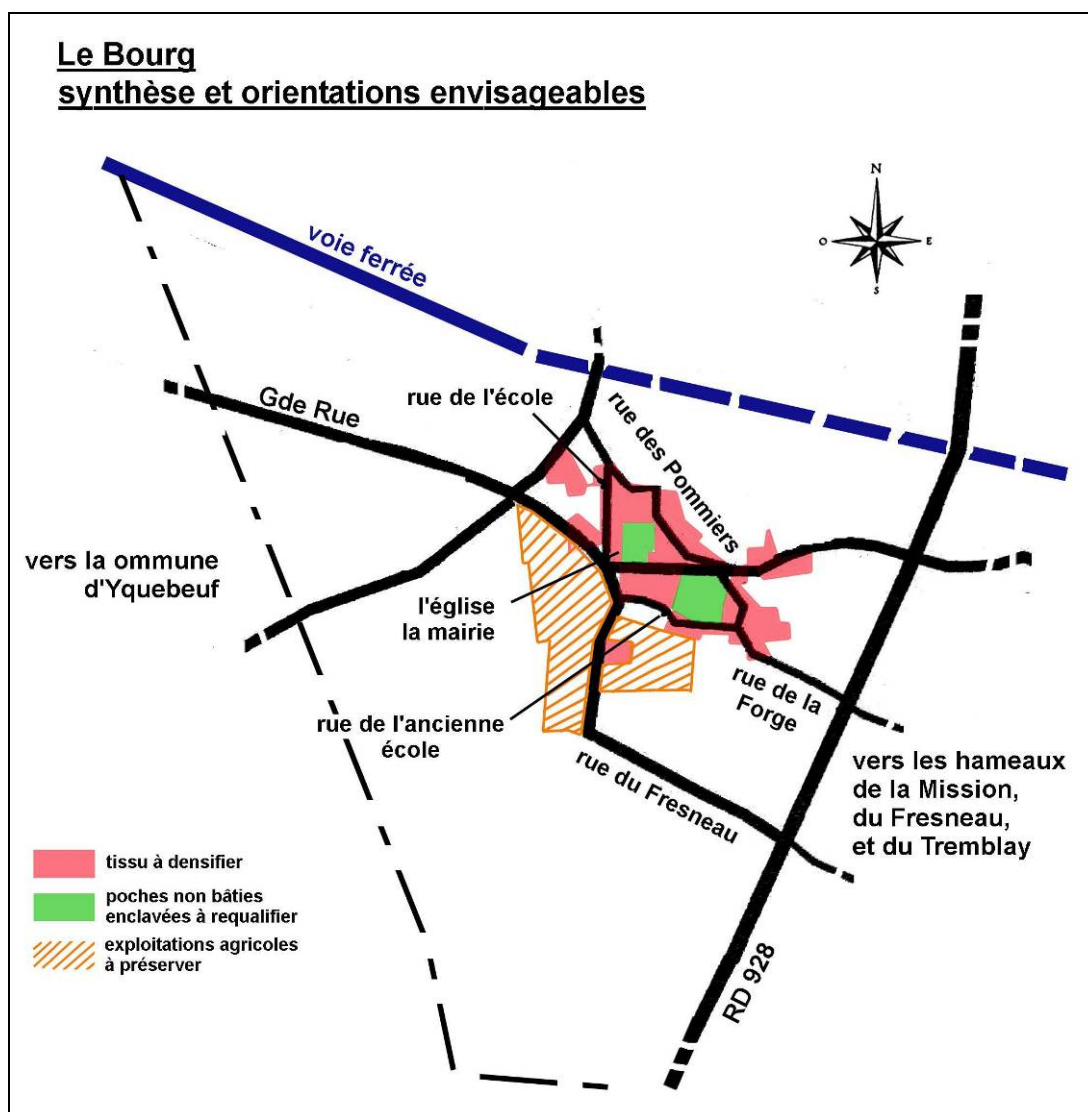 Le Bourg
synthèse et orientations envisageables
N
O
E
S
voie ferrée
Gde Rue
rue de l'école
rue des Pommiers
vers la ommune
d'Yquebeuf
l'église
la mairie
rue de l'ancienne
école
rue de la
Forge
rue du Fresneau
vers les hameaux
de la Mission,
du Fresneau,
et du Tremblay
RD 928
tissu à densifier
poches non bâties
enclavées à requalifier
exploitations agricoles
à préserver